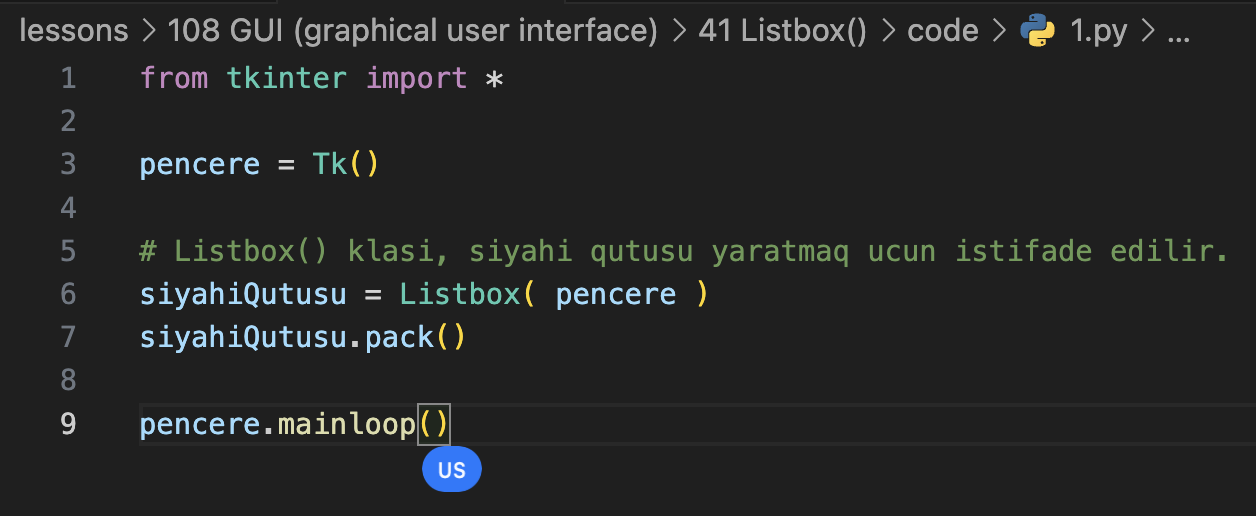 lessons > 108 GUI (graphical user interface) > 41 Listbox() > code > 1.py > ...
1 from tkinter import *
2
3 pencere = Tk()
4
5 # Listbox() klasi, siyahi qutusu yaratmaq ucun istifade edilir.
6 siyahiQutusu = Listbox( pencere )
7 siyahiQutusu.pack()
8
9 pencere.mainloop()
US